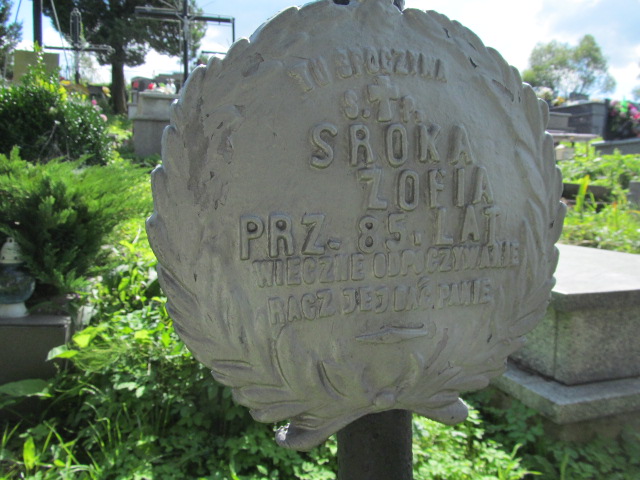 TU SPOCZYWA
Ś.†P.
SROKA
ZOFIA
PRZ. 85. LAT
WIECZNE ODPOCZYWANIE
RACZ JEJ DAĆ PANIE